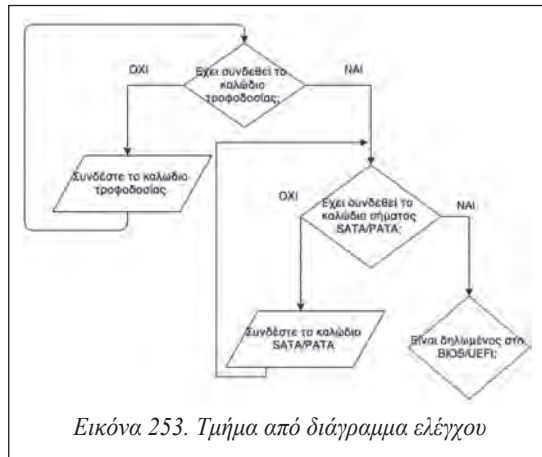 Έχει συνδεθεί το
καλώδιο
τροφοδοσίας;
ΟΧΙ
ΝΑΙ
Συνδέστε το καλώδιο
τροφοδοσίας
Έχει συνδεθεί το
καλώδιο σήματος
SATA/PATA;
ΟΧΙ
ΝΑΙ
Συνδέστε το καλώδιο
SATA/PATA
Είναι δηλωμένος στο
BIOS/UEFI;
Εικόνα 253. Τμήμα από διάγραμμα ελέγχου